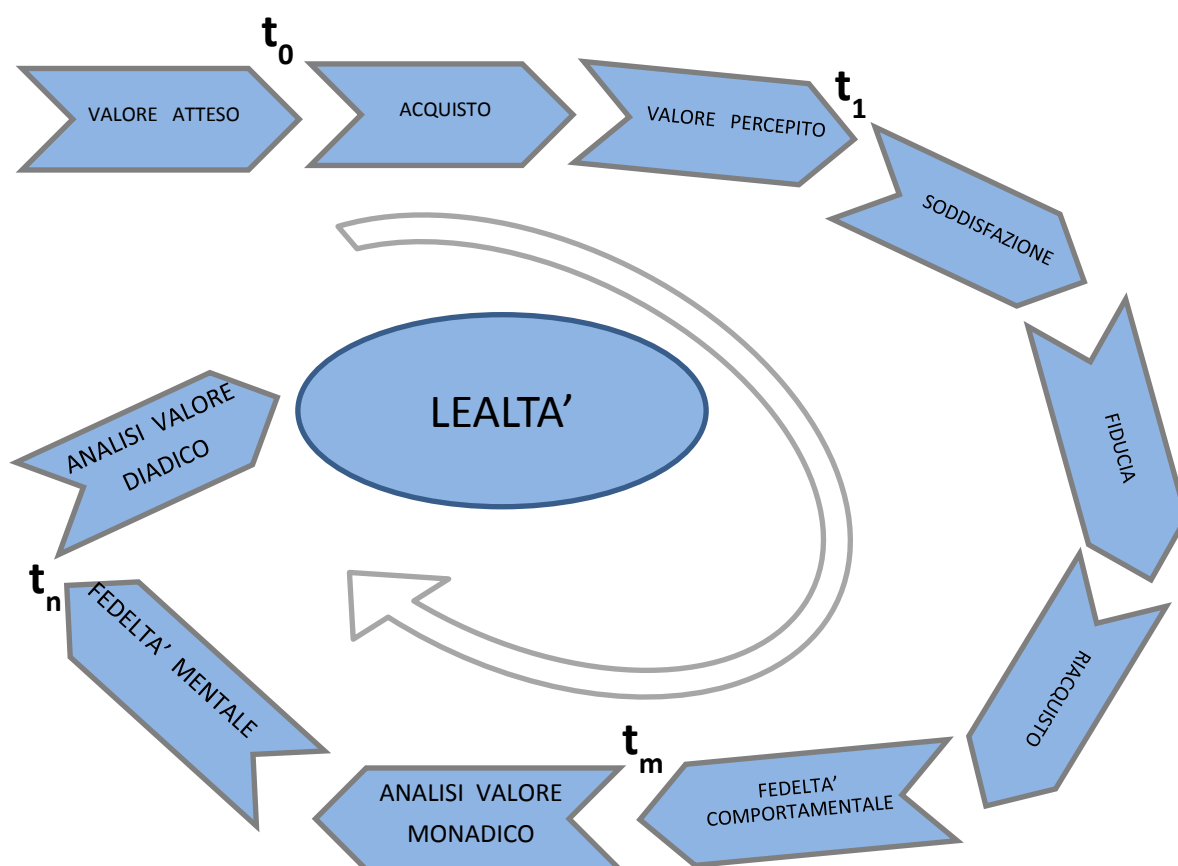 t0
VALORE ATTESO
ACQUISTO
VALORE PERCEPITO
t1
SODDISFAZIONE
FIDUCIA
RIACQUISTO
FEDELTA’
COMPORTAMENTALE
tm
ANALISI VALORE
MONADICO
FEDELTA’ MENTALE
tn
ANALISI VALORE
DIADICO
LEALTA’